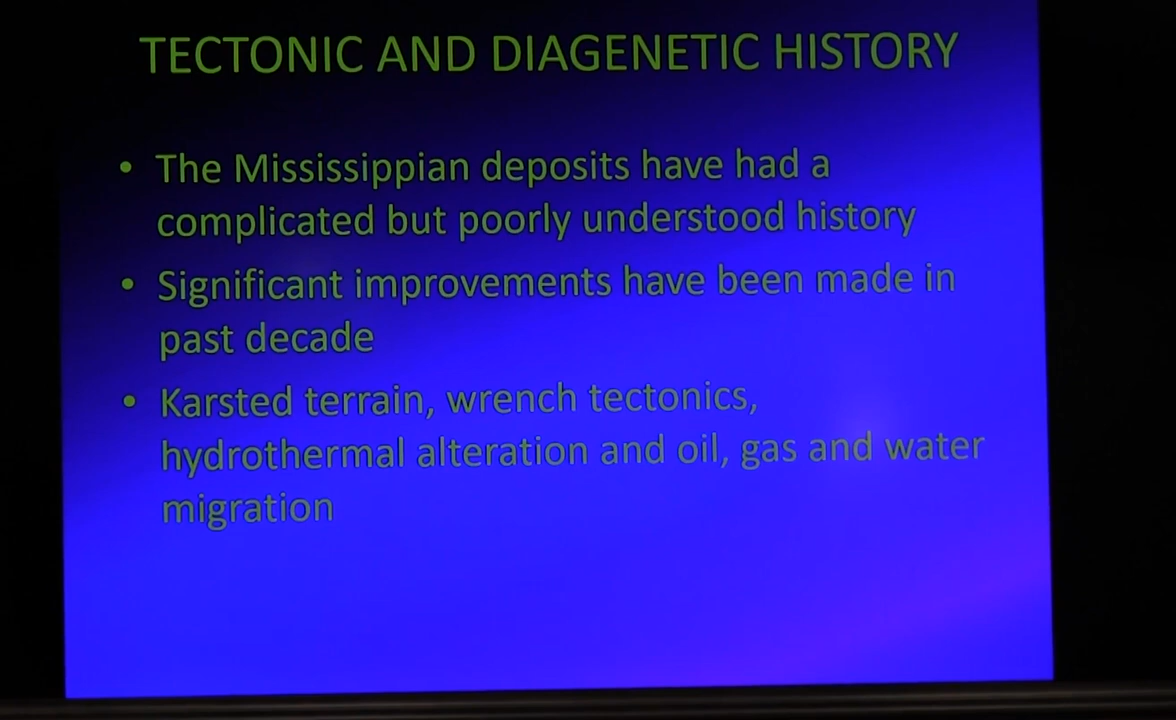 TECTONIC AND DIAGENETIC HISTORY
• The Mississippian deposits have had a
complicated but poorly understood history
• Significant improvements have been made in
past decade
• Karsted terrain, wrench tectonics,
hydrothermal alteration and oil, gas and water
migration